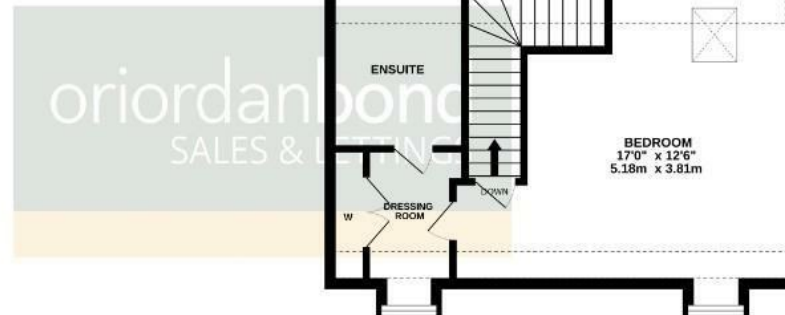 ENSUITE
oriordanbond
SALES & LETTINGS
BEDROOM
17'0" x 12'6"
5.18m x 3.81m
DOWN
DRESSING
ROOM
W